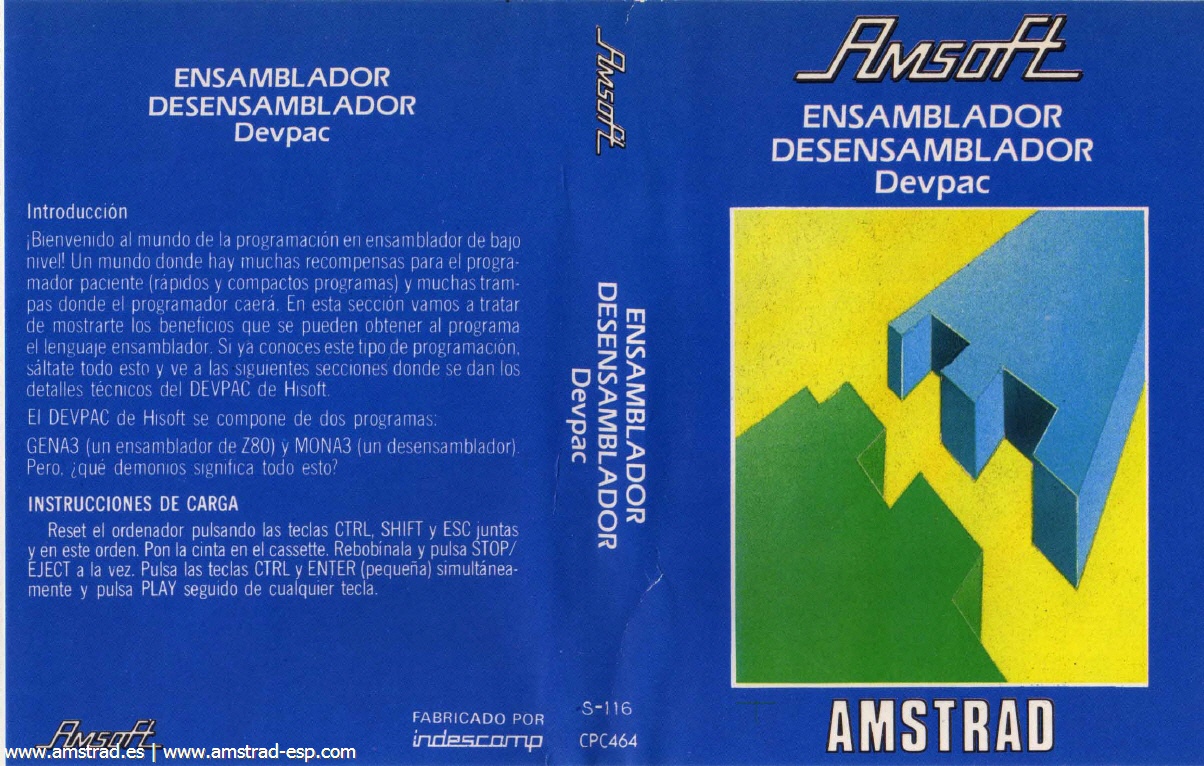 ENSAMBLADOR
DESENSAMBLADOR
Devpac
Introducción
¡Bienvenido al mundo de la programación en ensamblador de bajo
nivel! Un mundo donde hay muchas recompensas para el progra-
mador paciente (rápidos y compactos programas) y muchas tram-
pas donde el programador caerá. En esta sección vamos a tratar
de mostrarte los beneficios que se pueden obtener al programa
el lenguaje ensamblador. Si ya conoces este tipo de programación,
sáltate todo esto y ve a las siguientes secciones donde se dan los
detalles técnicos del DEVPAC de Hisoft.
El DEVPAC de Hisoft se compone de dos programas:
GENA3 (un ensamblador de Z80) y MONA3 (un desensamblador).
Pero, ¿qué demonios significa todo esto?
INSTRUCCIONES DE CARGA
Reset el ordenador pulsando las teclas CTRL, SHIFT y ESC juntas
y en este orden. Pon la cinta en el cassette. Rebobínala y pulsa STOP/
EJECT a la vez. Pulsa las teclas CTRL y ENTER (pequeña) simultánea-
mente y pulsa PLAY seguido de cualquier tecla.
Amsoft
www.amstrad.es | www.amstrad-esp.com
FABRICADO POR
indescomp
Amsoft
ENSAMBLADOR
DESENSAMBLADOR
Devpac
S-116
CPC464
Amsoft
ENSAMBLADOR
DESENSAMBLADOR
Devpac
AMSTRAD